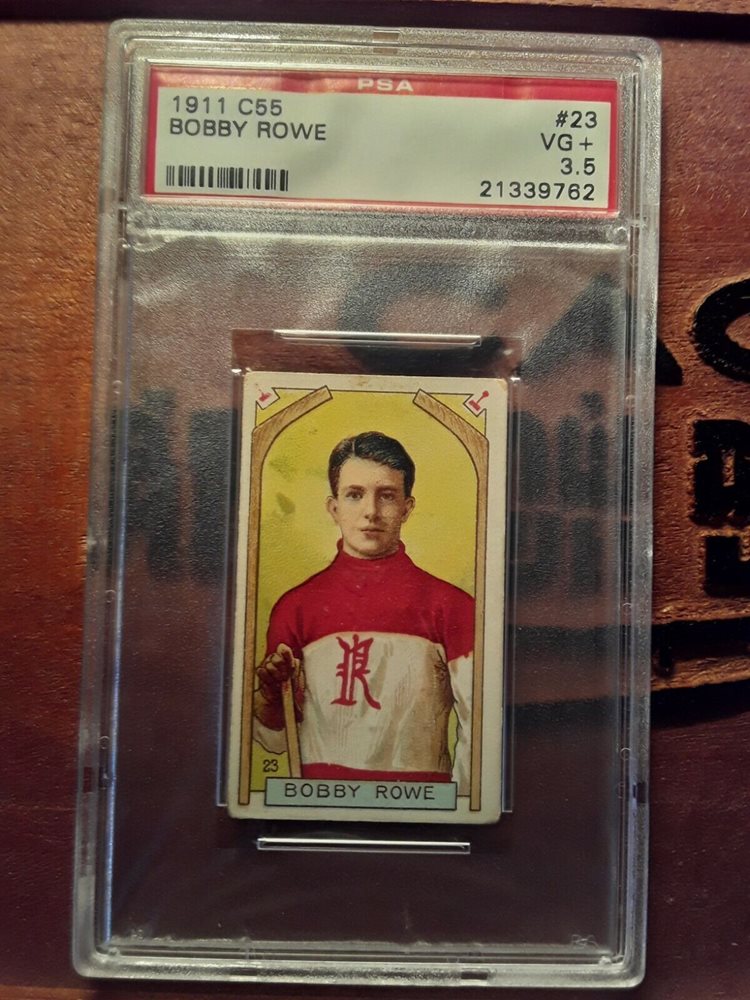 PSA
1911 C55
BOBBY ROWE
#23
VG +
3.5
21339762
R
23
BOBBY ROWE